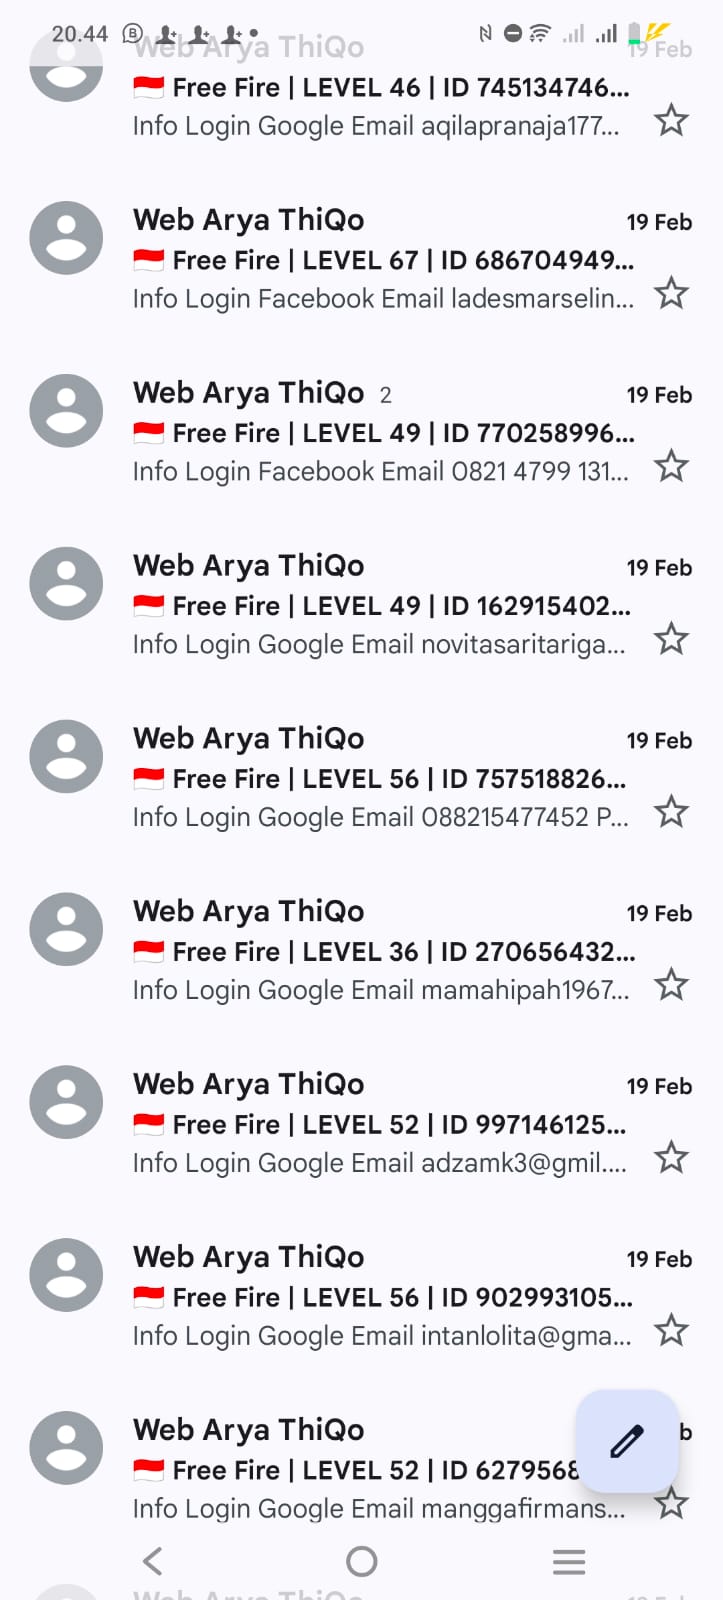 20.44
Web Arya ThiQo 19 Feb
🇮🇩 Free Fire | LEVEL 46 | ID 745134746...
Info Login Google Email aqilapranaja177...
Web Arya ThiQo 19 Feb
🇮🇩 Free Fire | LEVEL 67 | ID 686704949...
Info Login Facebook Email ladesmarselin...
Web Arya ThiQo 2 19 Feb
🇮🇩 Free Fire | LEVEL 49 | ID 770258996...
Info Login Facebook Email 0821 4799 131...
Web Arya ThiQo 19 Feb
🇮🇩 Free Fire | LEVEL 49 | ID 162915402...
Info Login Google Email novitasaritariga...
Web Arya ThiQo 19 Feb
🇮🇩 Free Fire | LEVEL 56 | ID 757518826...
Info Login Google Email 088215477452 P...
Web Arya ThiQo 19 Feb
🇮🇩 Free Fire | LEVEL 36 | ID 270656432...
Info Login Google Email mamahipah1967...
Web Arya ThiQo 19 Feb
🇮🇩 Free Fire | LEVEL 52 | ID 997146125...
Info Login Google Email adzamk3@gmil....
Web Arya ThiQo 19 Feb
🇮🇩 Free Fire | LEVEL 56 | ID 902993105...
Info Login Google Email intanlolita@gma...
Web Arya ThiQo
🇮🇩 Free Fire | LEVEL 52 | ID 6279568
Info Login Google Email manggafirmans...